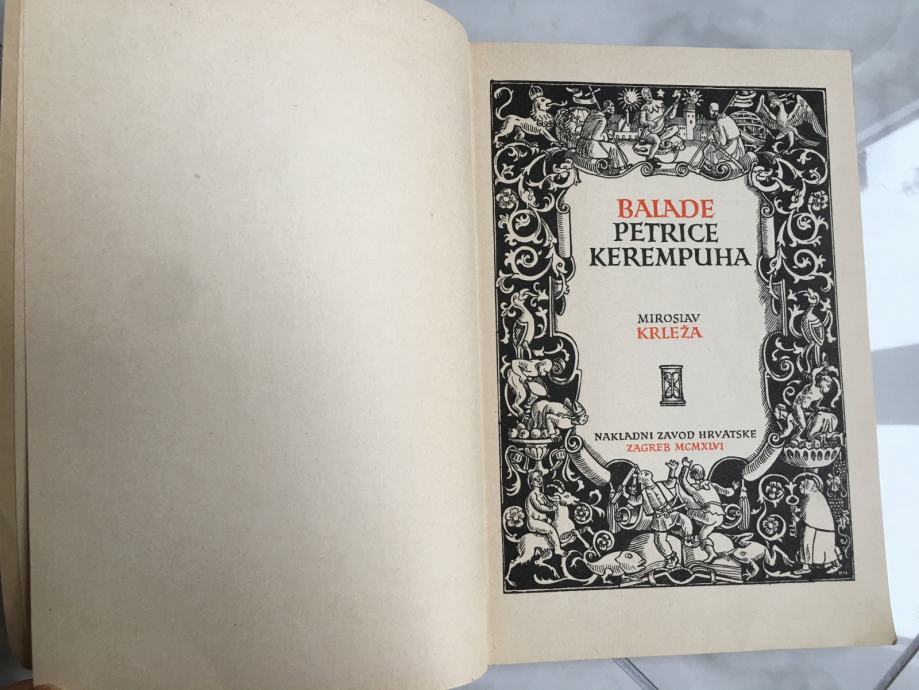 BALADE
PETRICE
KEREMPUHA
MIROSLAV
KRLEŽA
NAKLADNI ZAVOD HRVATSKE
ZAGREB MCMXLVI